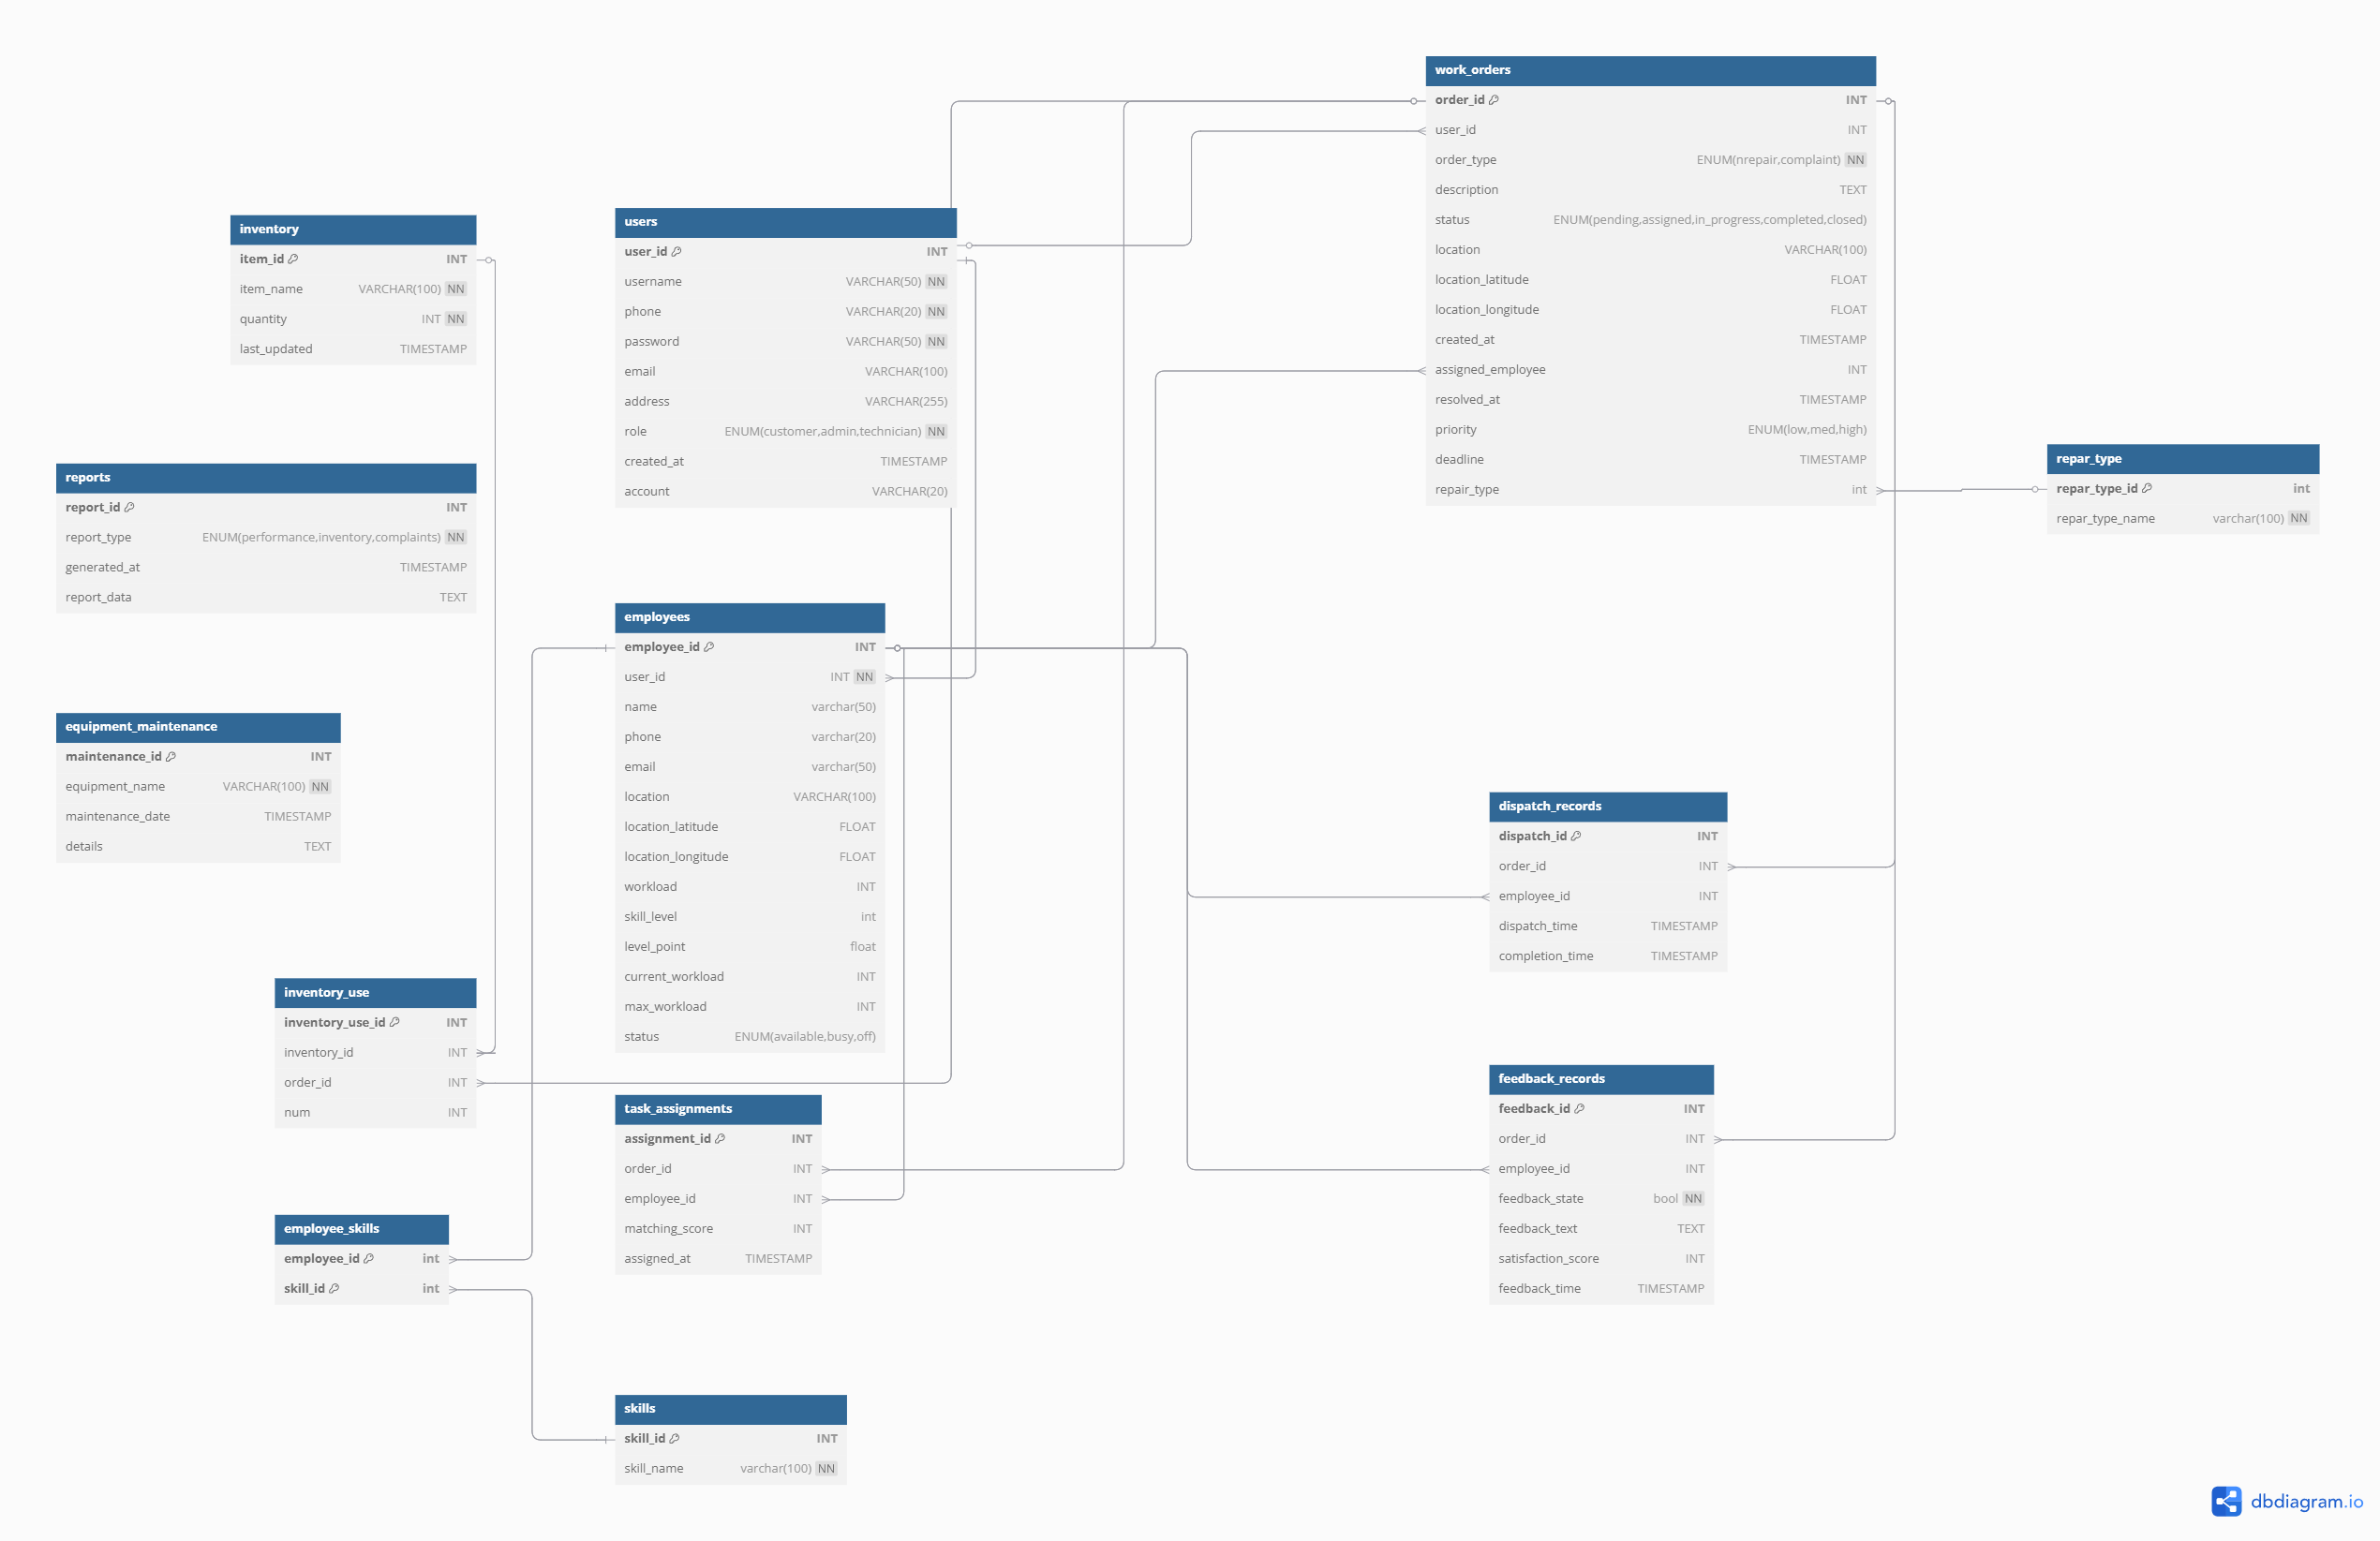 work_orders
order_id INT
user_id INT
order_type ENUM(nrepair,complaint) NN
description TEXT
status ENUM(pending,assigned,in_progress,completed,closed)
location VARCHAR(100)
location_latitude FLOAT
location_longitude FLOAT
created_at TIMESTAMP
assigned_employee INT
resolved_at TIMESTAMP
priority ENUM(low,med,high)
deadline TIMESTAMP
repair_type int
inventory
item_id INT
item_name VARCHAR(100) NN
quantity INT NN
last_updated TIMESTAMP
users
user_id INT
username VARCHAR(50) NN
phone VARCHAR(20) NN
password VARCHAR(50) NN
email VARCHAR(100)
address VARCHAR(255)
role ENUM(customer,admin,technician) NN
created_at TIMESTAMP
account VARCHAR(20)
repar_type
repar_type_id int
repar_type_name varchar(100) NN
reports
report_id INT
report_type ENUM(performance,inventory,complaints) NN
generated_at TIMESTAMP
report_data TEXT
employees
employee_id INT
user_id INT NN
name varchar(50)
phone varchar(20)
email varchar(50)
location VARCHAR(100)
location_latitude FLOAT
location_longitude FLOAT
workload INT
skill_level int
level_point float
current_workload INT
max_workload INT
status ENUM(available,busy,off)
equipment_maintenance
maintenance_id INT
equipment_name VARCHAR(100) NN
maintenance_date TIMESTAMP
details TEXT
dispatch_records
dispatch_id INT
order_id INT
employee_id INT
dispatch_time TIMESTAMP
completion_time TIMESTAMP
inventory_use
inventory_use_id INT
inventory_id INT
order_id INT
num INT
task_assignments
assignment_id INT
order_id INT
employee_id INT
matching_score INT
assigned_at TIMESTAMP
feedback_records
feedback_id INT
order_id INT
employee_id INT
feedback_state bool NN
feedback_text TEXT
satisfaction_score INT
feedback_time TIMESTAMP
employee_skills
employee_id int
skill_id int
skills
skill_id INT
skill_name varchar(100) NN
dbdiagram.io